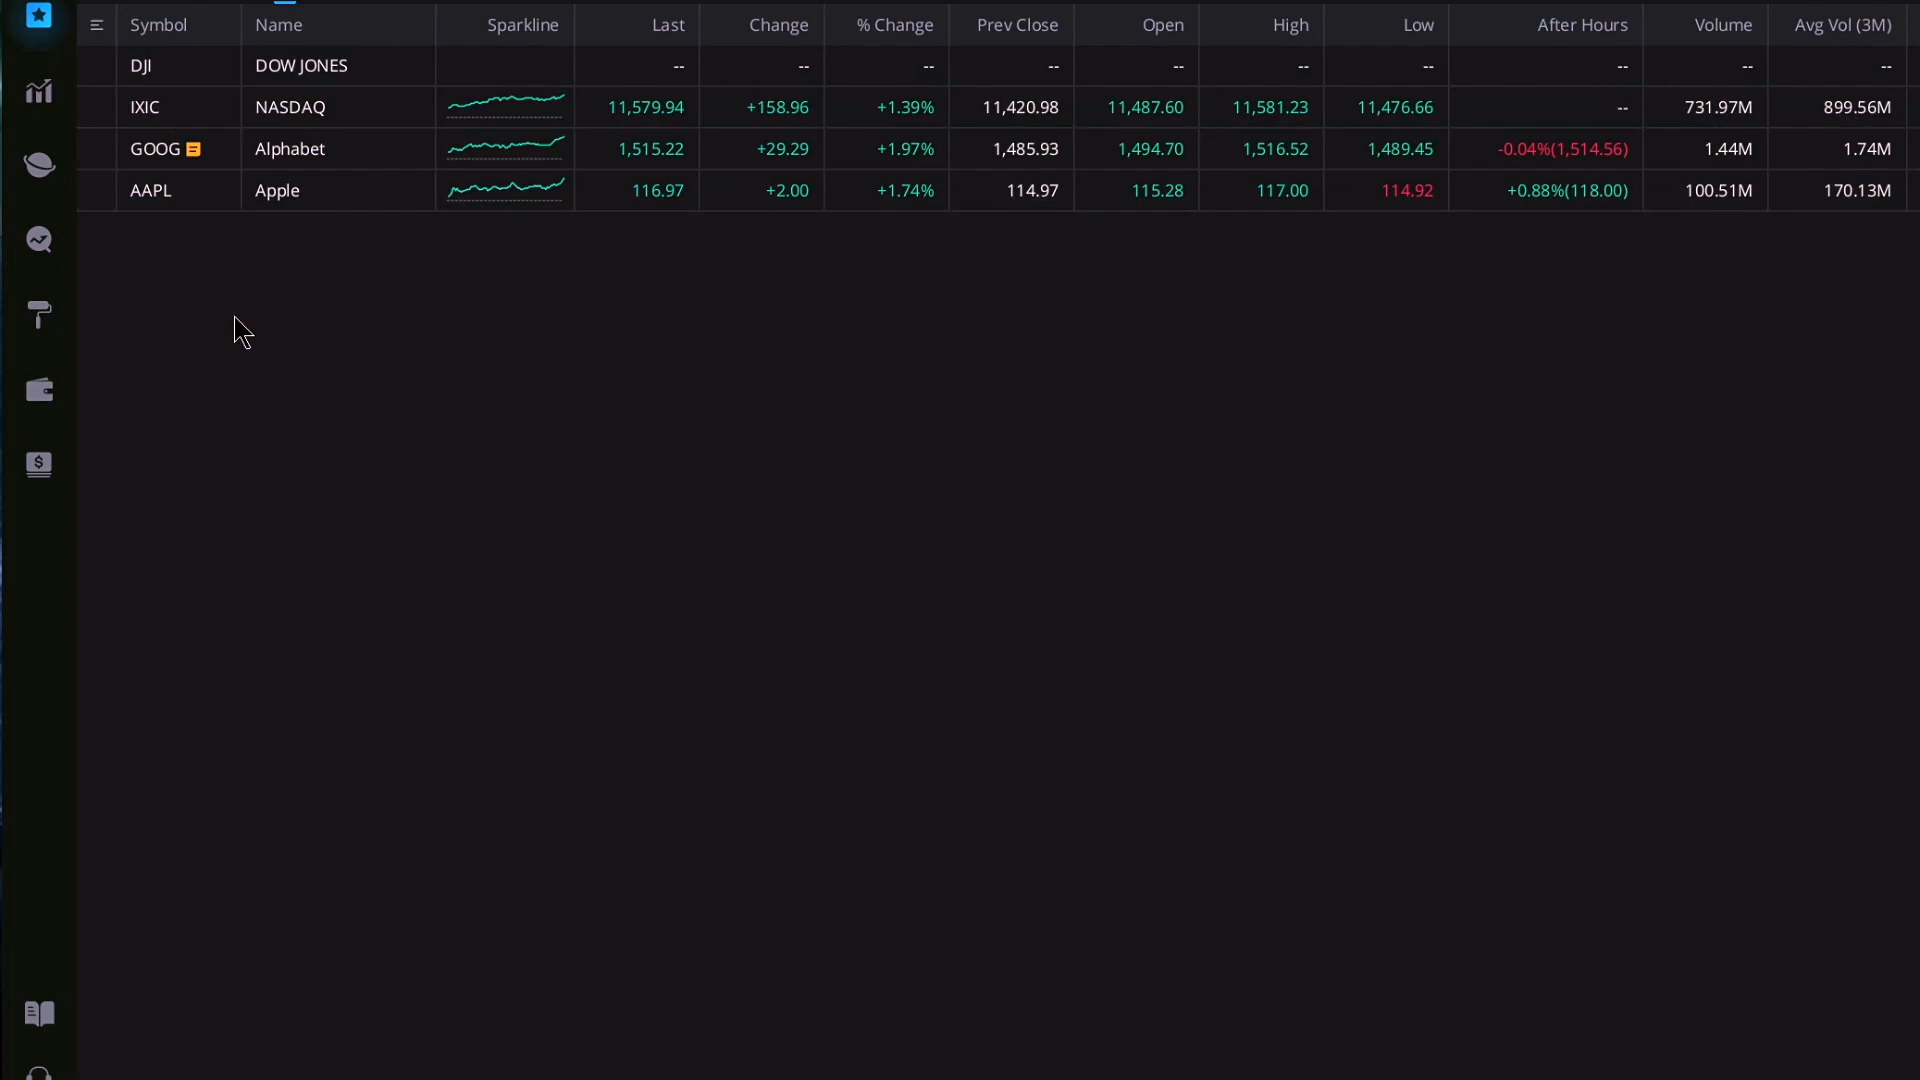 Symbol Name Sparkline Last Change % Change Prev Close Open High Low After Hours Volume Avg Vol (3M)
DJI DOW JONES -- -- -- -- -- -- -- -- -- --
IXIC NASDAQ 11,579.94 +158.96 +1.39% 11,420.98 11,487.60 11,581.23 11,476.66 -- 731.97M 899.56M
GOOG Alphabet 1,515.22 +29.29 +1.97% 1,485.93 1,494.70 1,516.52 1,489.45 -0.04%(1,514.56) 1.44M 1.74M
AAPL Apple 116.97 +2.00 +1.74% 114.97 115.28 117.00 114.92 +0.88%(118.00) 100.51M 170.13M
$